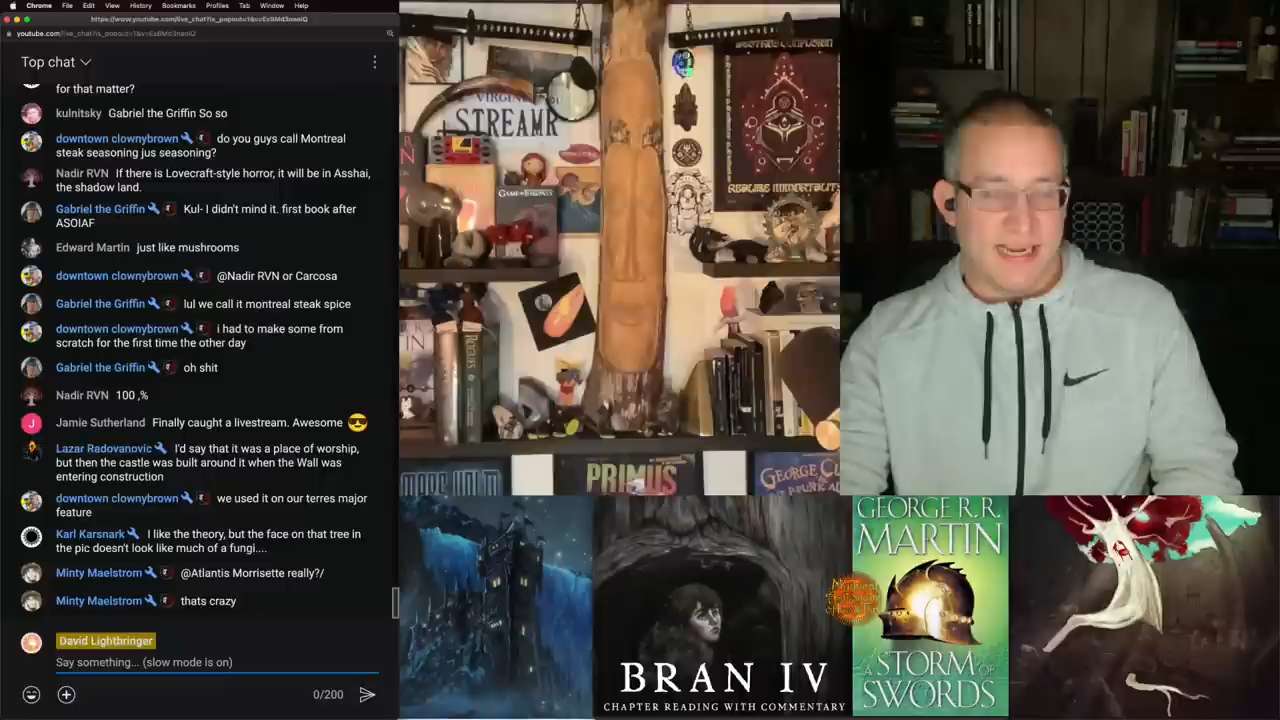 Chrome File Edit View History Bookmarks Profiles Tab Window Help
Top chat
for that matter?
kulnitsky Gabriel the Griffin So so
downtown clownybrown do you guys call Montreal
steak seasoning jus seasoning?
Nadir RVN If there is Lovecraft-style horror, it will be in Asshai,
the shadow land.
Gabriel the Griffin Kul- I didn't mind it. first book after
ASOIAF
Edward Martin just like mushrooms
downtown clownybrown @Nadir RVN or Carcosa
Gabriel the Griffin lul we call it montreal steak spice
downtown clownybrown i had to make some from
scratch for the first time the other day
Gabriel the Griffin oh shit
Nadir RVN 100 ,%
J
Jamie Sutherland Finally caught a livestream. Awesome 😎
Lazar Radovanovic I'd say that it was a place of worship,
but then the castle was built around it when the Wall was
entering construction
downtown clownybrown we used it on our terres major
feature
Karl Karsnark I like the theory, but the face on that tree in
the pic doesn't look like much of a fungi....
Minty Maelstrom @Atlantis Morrisette really?/
Minty Maelstrom thats crazy
David Lightbringer
Say something... (slow mode is on)
0/200
VIRGINIA
STREAMR
GAME OF THRONES
PRIMUS
BRAN IV
CHAPTER READING WITH COMMENTARY
GEORGE R.R.
MARTIN
A STORM OF
SWORDS